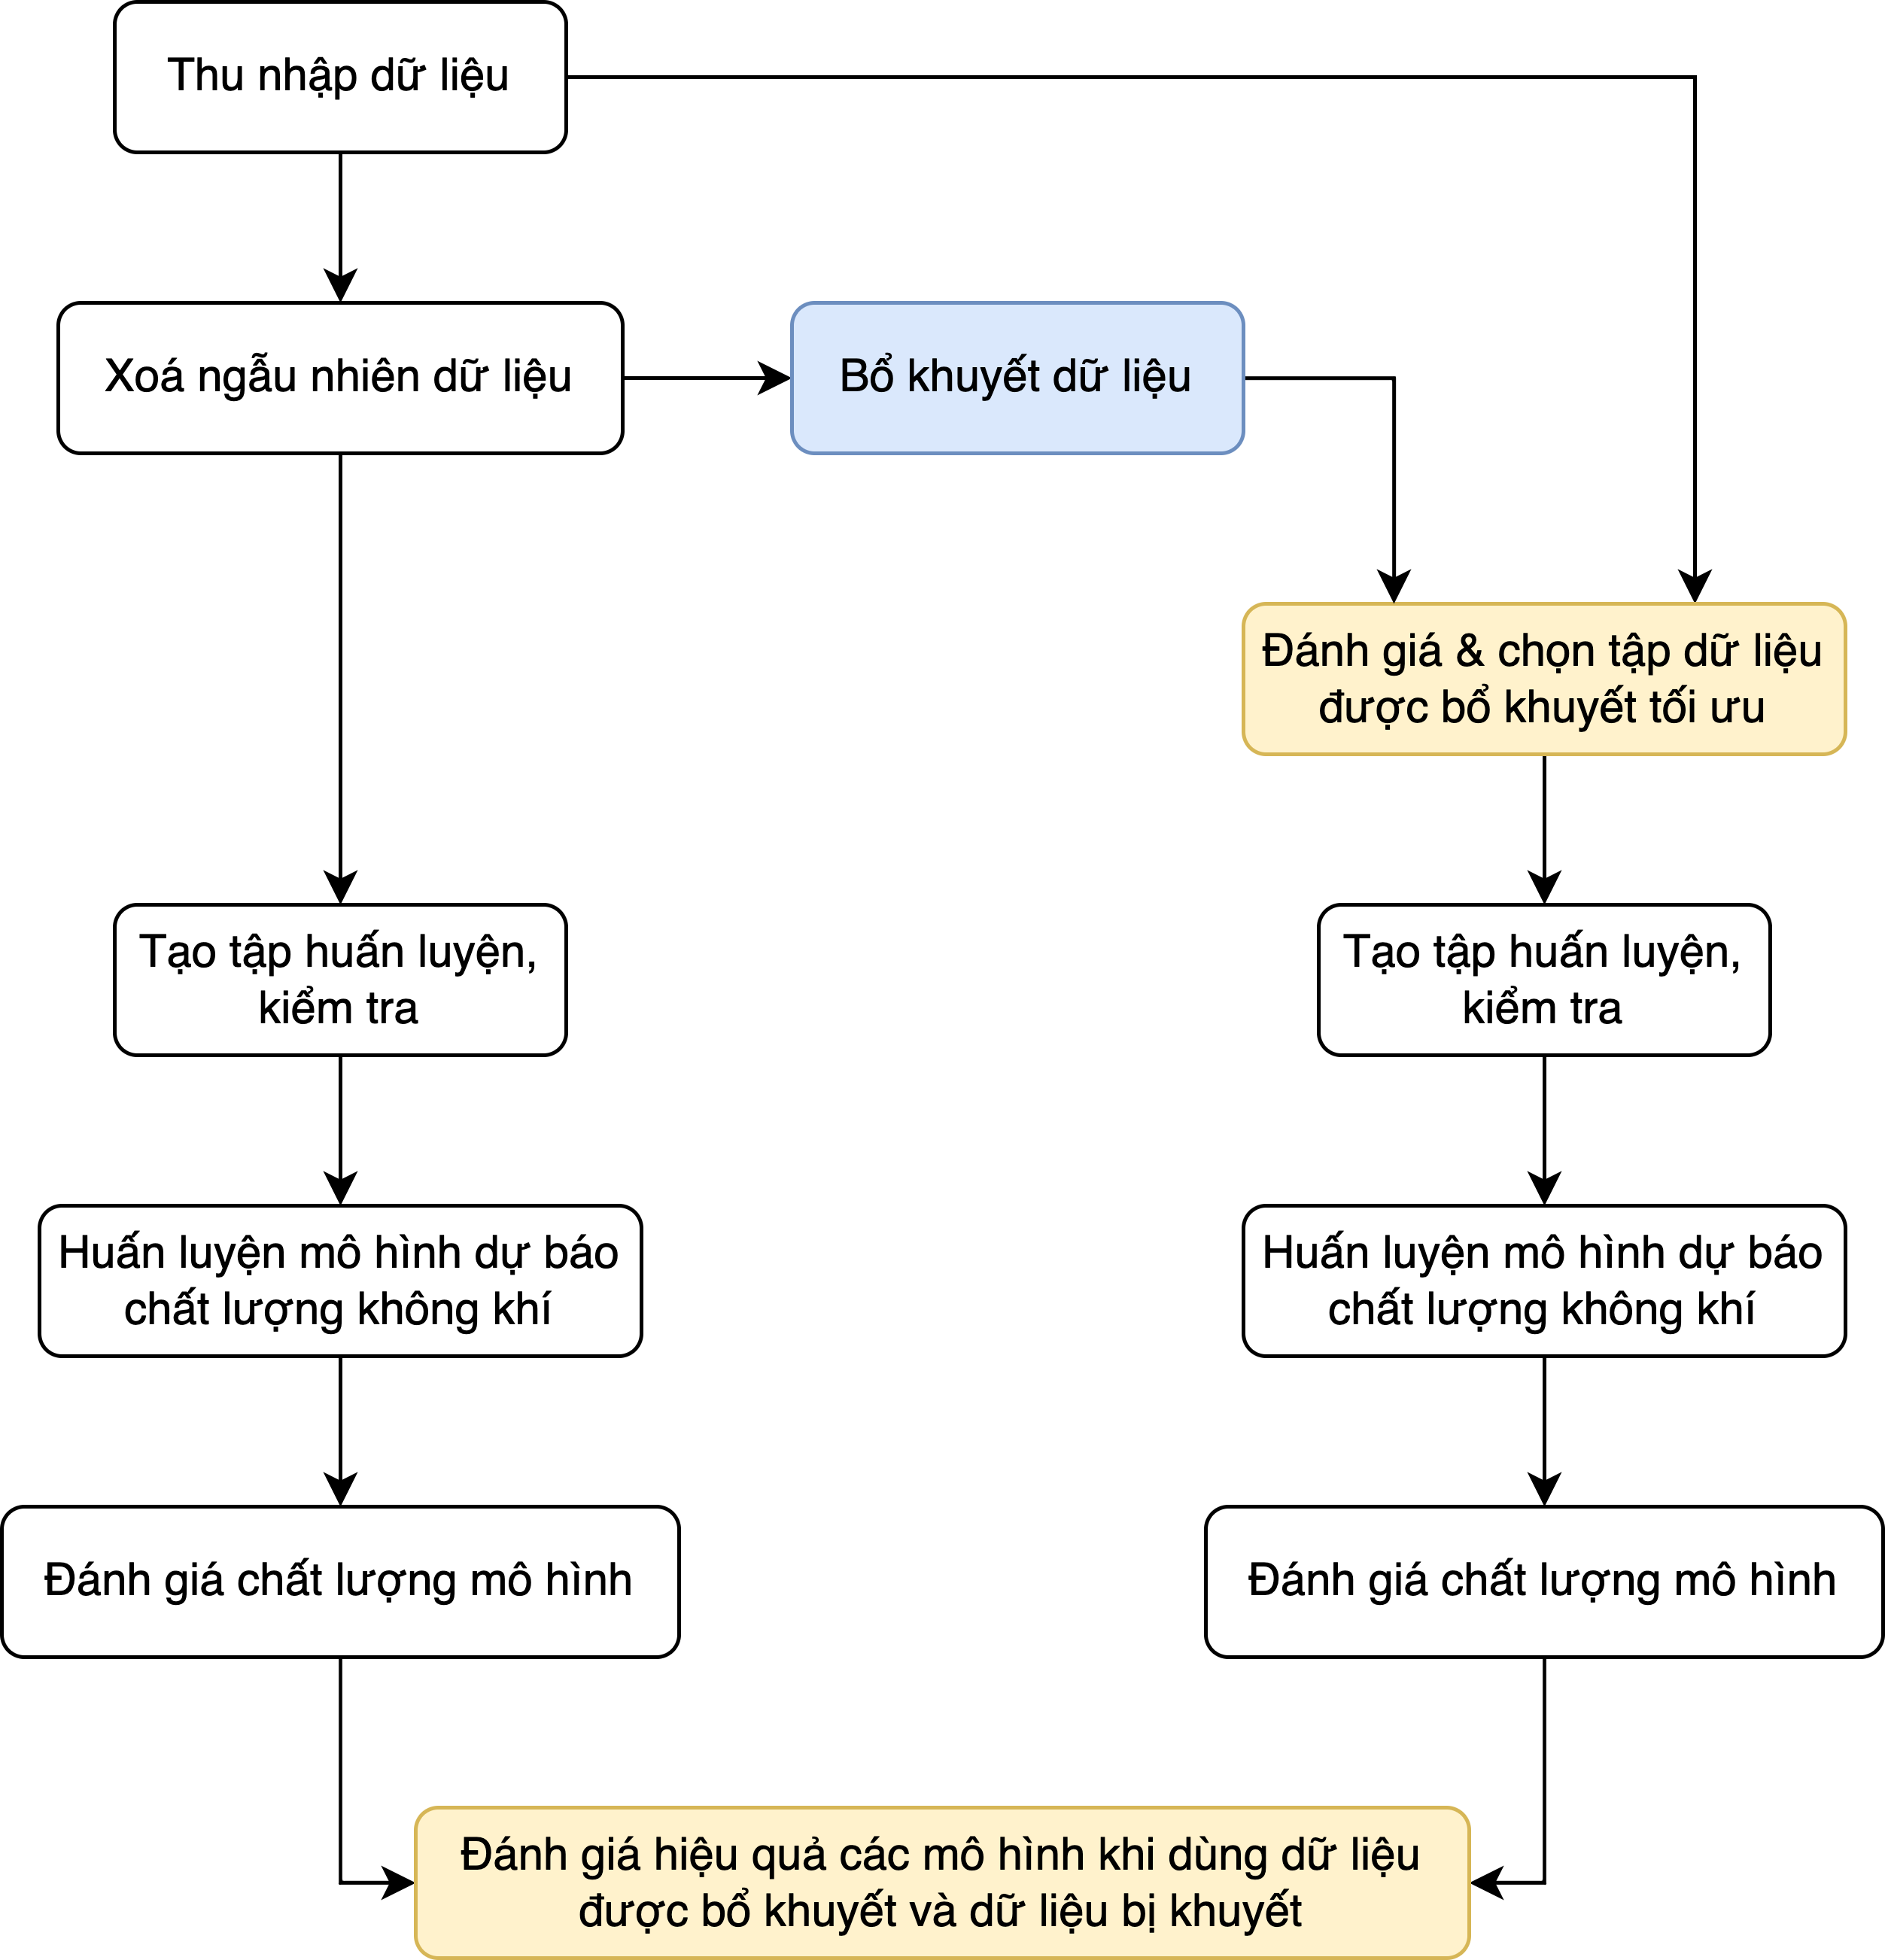 Thu nhập dữ liệu
Xoá ngẫu nhiên dữ liệu
Bổ khuyết dữ liệu
Đánh giá & chọn tập dữ liệu
được bổ khuyết tối ưu
Tạo tập huấn luyện,
kiểm tra
Tạo tập huấn luyện,
kiểm tra
Huấn luyện mô hình dự báo
chất lượng không khí
Huấn luyện mô hình dự báo
chất lượng không khí
Đánh giá chất lượng mô hình
Đánh giá chất lượng mô hình
Đánh giá hiệu quả các mô hình khi dùng dữ liệu
được bổ khuyết và dữ liệu bị khuyết